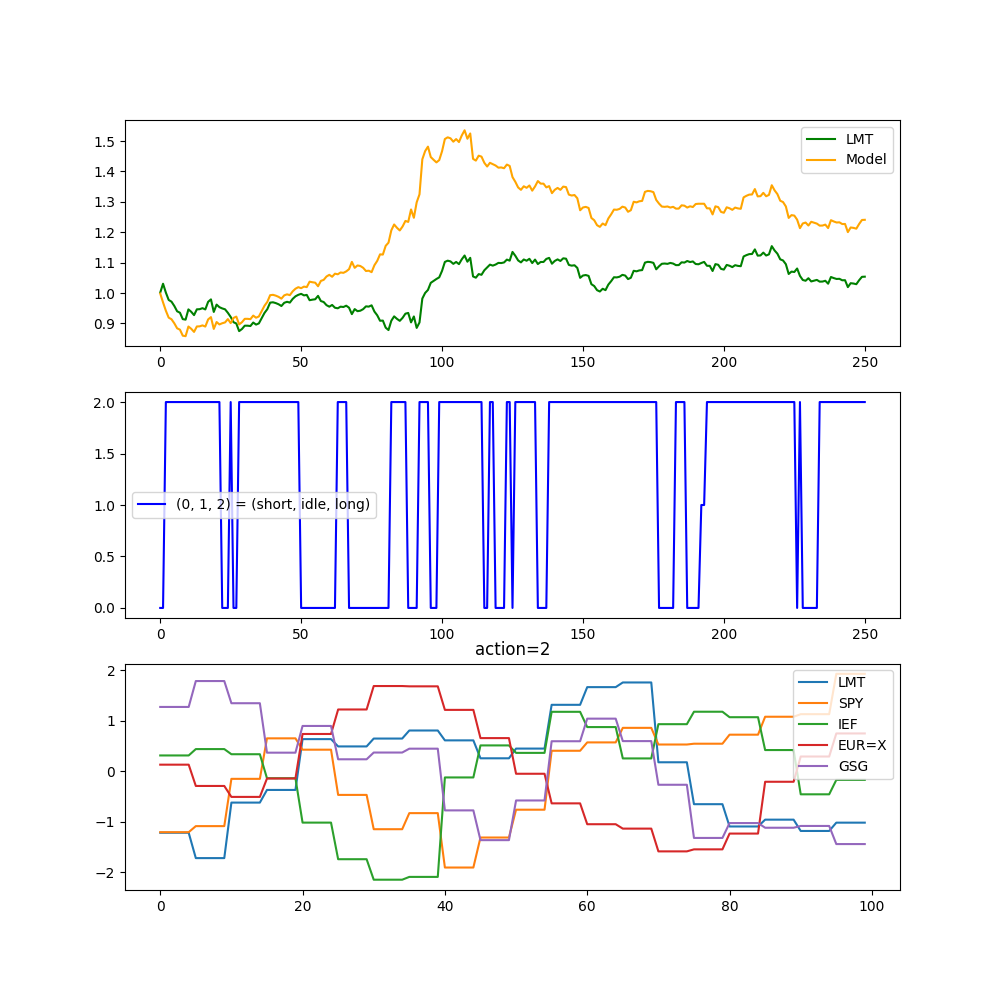 1.5
1.4
1.3
1.2
1.1
1.0
0.9
LMT
Model
0 50 100 150 200 250
2.0
1.5
1.0
0.5
0.0
(0, 1, 2) = (short, idle, long)
0 50 100 150 200 250
action=2
2
1
0
−1
−2
LMT
SPY
IEF
EUR=X
GSG
0 20 40 60 80 100